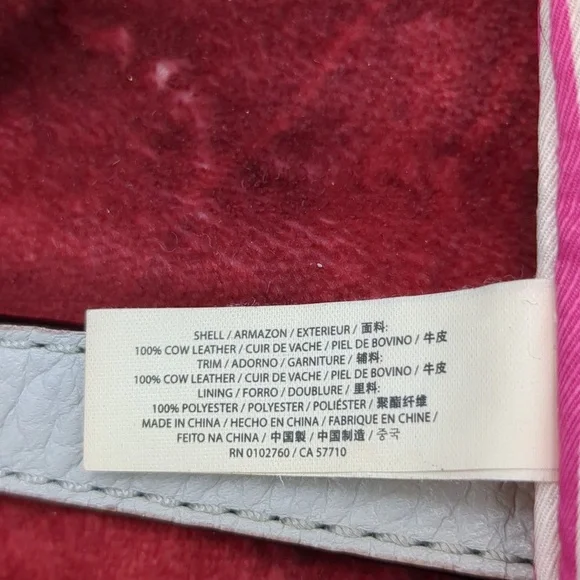 SHELL / ARMAZON / EXTERIEUR / 面料:
100% COW LEATHER / CUIR DE VACHE / PIEL DE BOVINO / 牛皮
TRIM / ADORNO / GARNITURE / 辅料:
100% COW LEATHER / CUIR DE VACHE / PIEL DE BOVINO / 牛皮
LINING / FORRO / DOUBLURE / 里料:
100% POLYESTER / POLYESTER / POLIÉSTER / 聚酯纤维
MADE IN CHINA / HECHO EN CHINA / FABRIQUE EN CHINE /
FEITO NA CHINA / 中國製 / 中国制造 / 중국
RN 0102760 / CA 57710